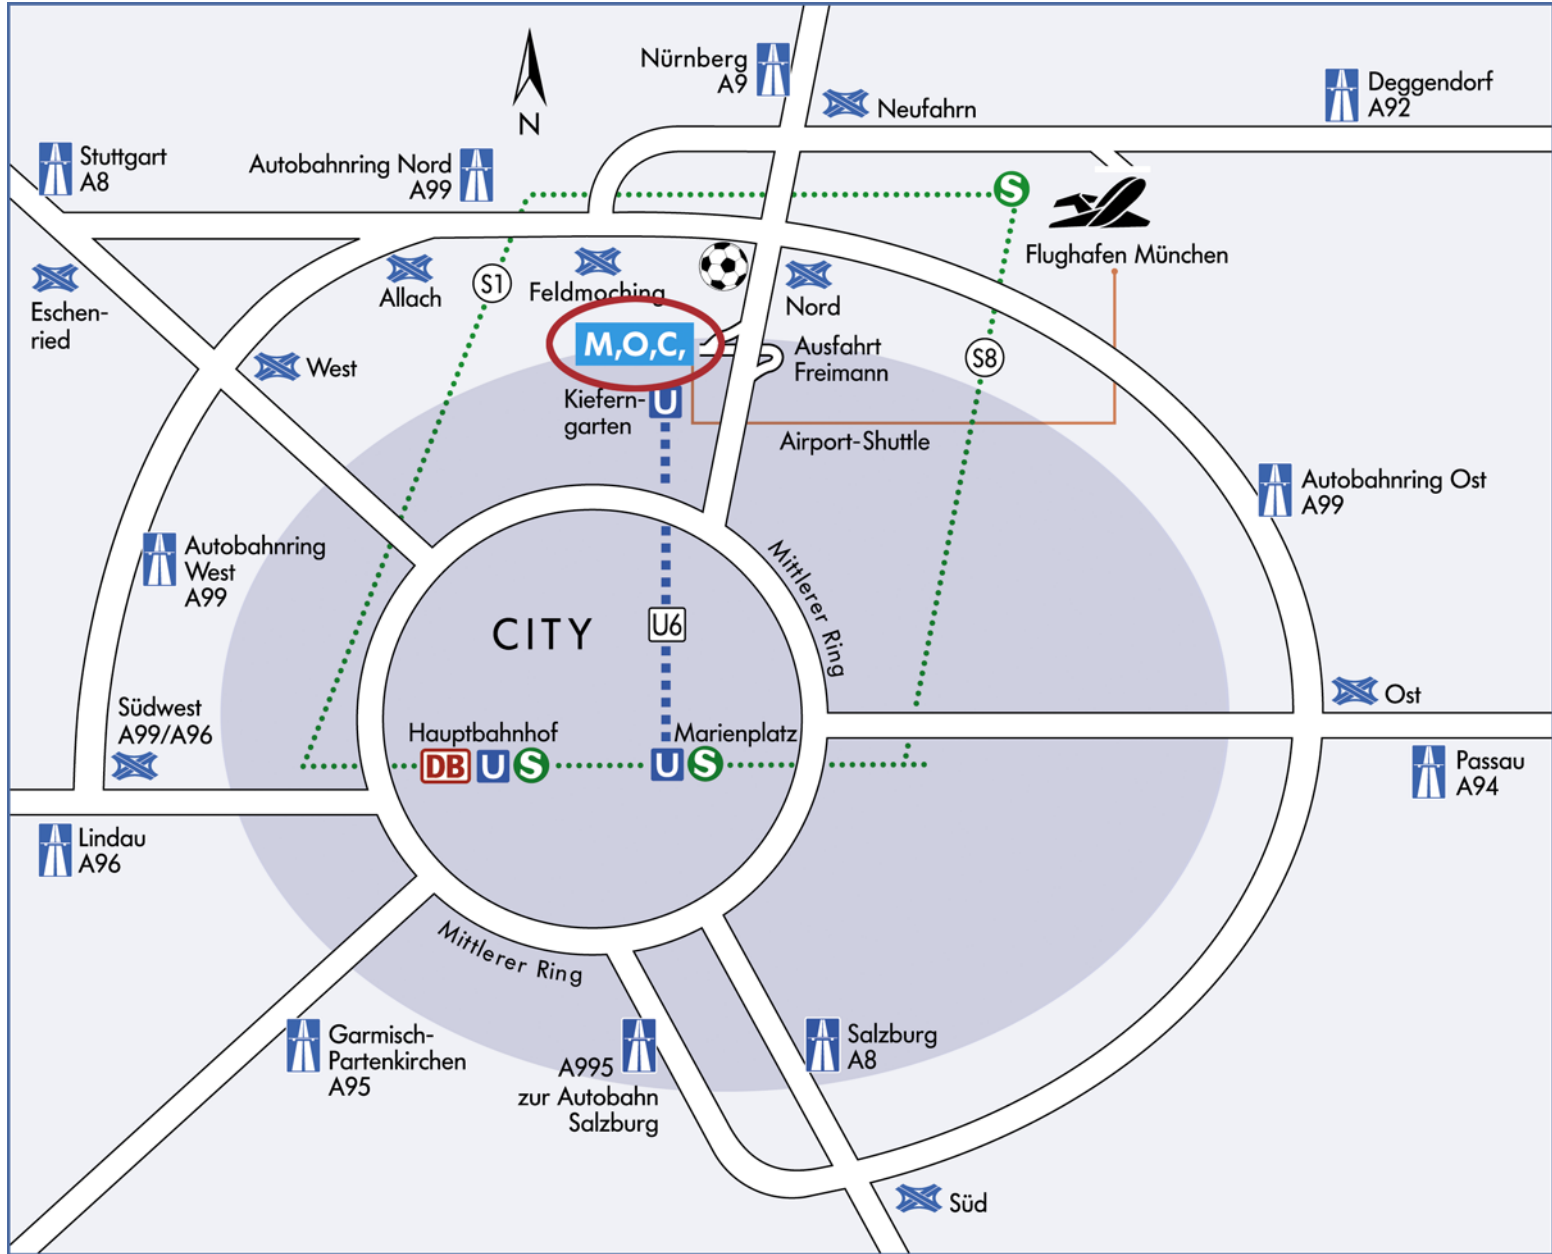 Nürnberg
A9
Neufahrn
Deggendorf
A92
N
Stuttgart
A8
Autobahnring Nord
A99
S
Flughafen München
Eschen-
ried
Allach
S1
Feldmoching
Nord
M,O,C,
Ausfahrt
Freimann
S8
West
Kiefern-
garten
U
Airport-Shuttle
Autobahnring Ost
A99
Autobahnring
West
A99
Mittlerer Ring
CITY
U6
Südwest
A99/A96
Hauptbahnhof
DB U S
Marienplatz
U S
Ost
Passau
A94
Lindau
A96
Mittlerer Ring
Garmisch-
Partenkirchen
A95
A995
zur Autobahn
Salzburg
Salzburg
A8
Süd